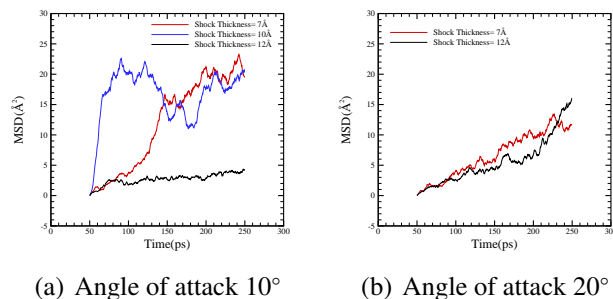 (a)
Shock Thickness= 7Å
Shock Thickness= 10Å
Shock Thickness= 12Å
30
25
20
15
10
5
0
-5
MSD(Å²)
0 50 100 150 200 250 300
Time(ps)
(a) Angle of attack 10°
(b)
Shock Thickness= 7Å
Shock Thickness= 12Å
30
25
20
15
10
5
0
-5
MSD(Å²)
0 50 100 150 200 250 30
Time(ps)
(b) Angle of attack 20°